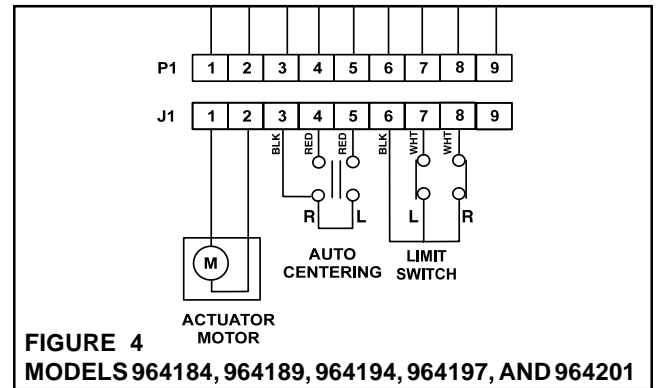 P1 1 2 3 4 5 6 7 8 9
J1 1 2 3 4 5 6 7 8 9
BLK RED RED BLK WHT WHT
R L L R
M
AUTO CENTERING
LIMIT SWITCH
ACTUATOR MOTOR
FIGURE 4
MODELS 964184, 964189, 964194, 964197, AND 964201